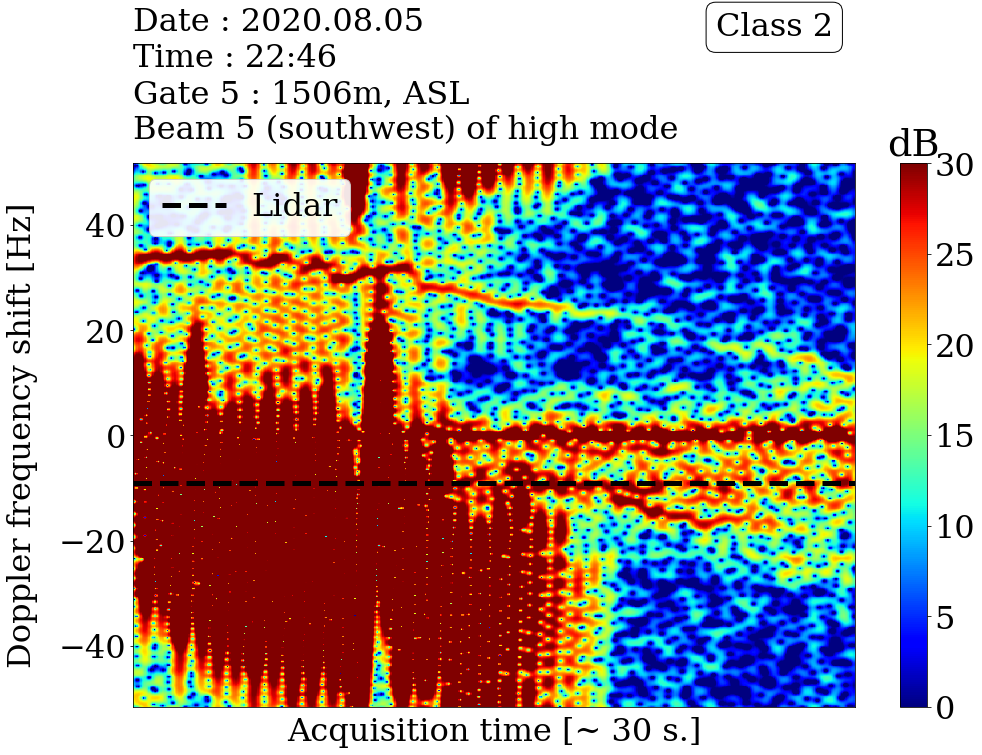 Date : 2020.08.05
Time : 22:46
Gate 5 : 1506m, ASL
Beam 5 (southwest) of high mode
Class 2
dB
Lidar
Doppler frequency shift [Hz]
40
20
0
−20
−40
30
25
20
15
10
5
0
Acquisition time [~ 30 s.]